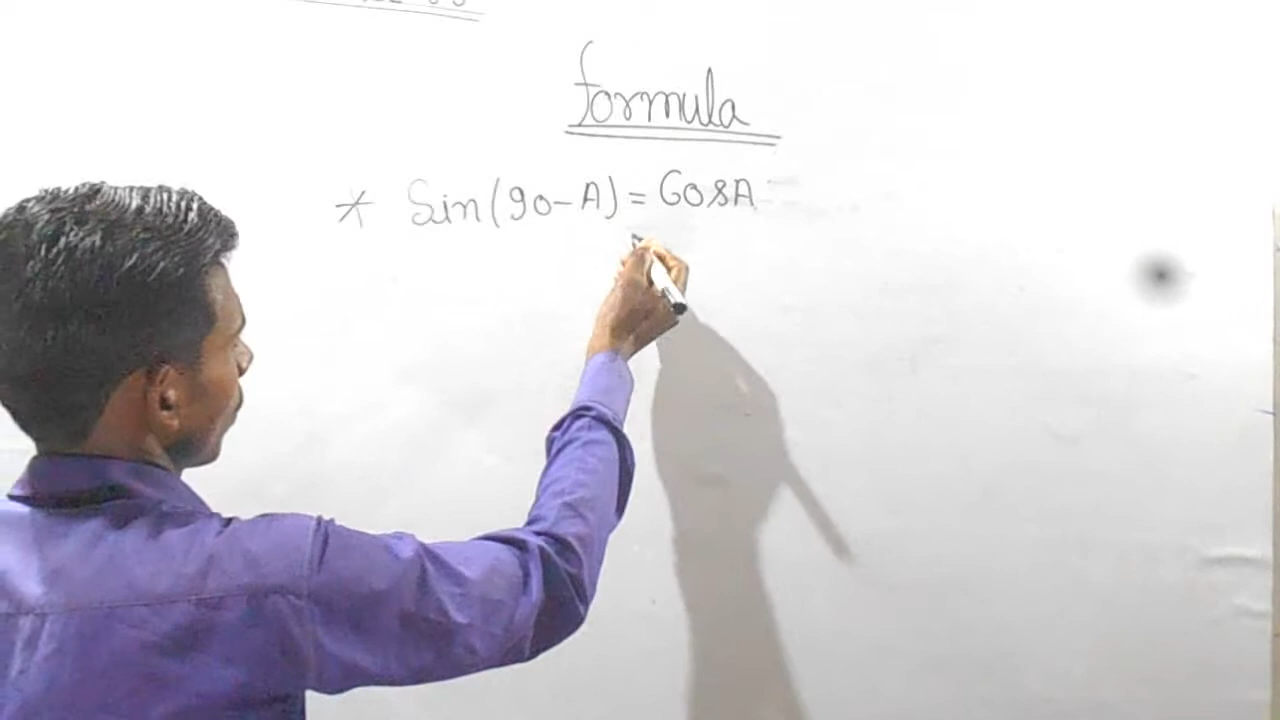 formula
* Sin(90-A) = CosA